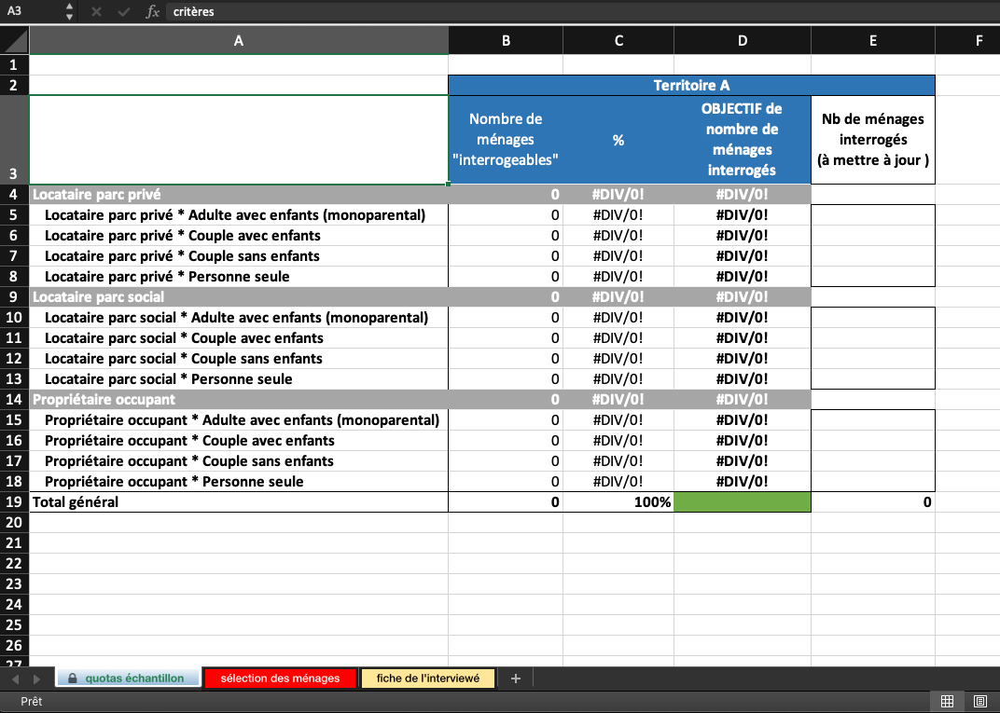 A3 fx critères
A B C D E F
1
2 Territoire A
3 Nombre de ménages "interrogeables" % OBJECTIF de nombre de ménages interrogés Nb de ménages interrogés (à mettre à jour )
4 Locataire parc privé 0 #DIV/0! #DIV/0!
5 Locataire parc privé * Adulte avec enfants (monoparental) 0 #DIV/0! #DIV/0!
6 Locataire parc privé * Couple avec enfants 0 #DIV/0! #DIV/0!
7 Locataire parc privé * Couple sans enfants 0 #DIV/0! #DIV/0!
8 Locataire parc privé * Personne seule 0 #DIV/0! #DIV/0!
9 Locataire parc social 0 #DIV/0! #DIV/0!
10 Locataire parc social * Adulte avec enfants (monoparental) 0 #DIV/0! #DIV/0!
11 Locataire parc social * Couple avec enfants 0 #DIV/0! #DIV/0!
12 Locataire parc social * Couple sans enfants 0 #DIV/0! #DIV/0!
13 Locataire parc social * Personne seule 0 #DIV/0! #DIV/0!
14 Propriétaire occupant 0 #DIV/0! #DIV/0!
15 Propriétaire occupant * Adulte avec enfants (monoparental) 0 #DIV/0! #DIV/0!
16 Propriétaire occupant * Couple avec enfants 0 #DIV/0! #DIV/0!
17 Propriétaire occupant * Couple sans enfants 0 #DIV/0! #DIV/0!
18 Propriétaire occupant * Personne seule 0 #DIV/0! #DIV/0!
19 Total général 0 100% 0
20
21
22
23
24
25
26
27
quotas échantillon sélection des ménages fiche de l'interviewé +
Prêt